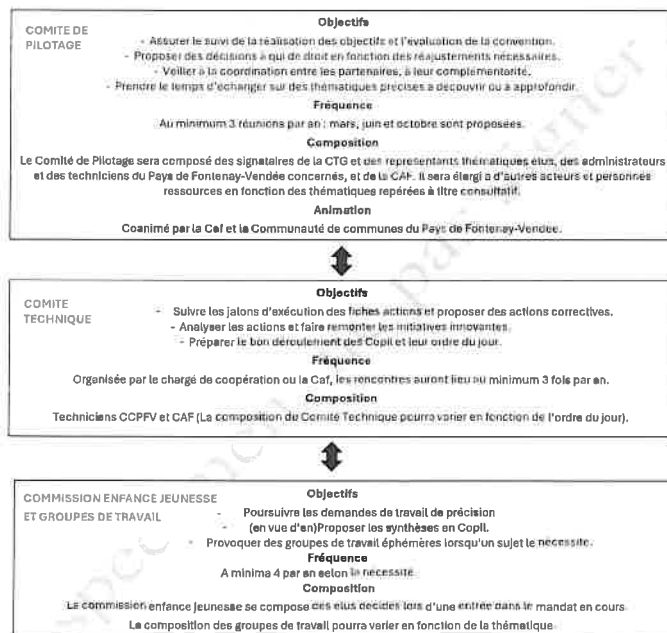 COMITE DE PILOTAGE
Objectifs
- Assurer le suivi de la réalisation des objectifs et l'évaluation de la convention.
- Proposer des décisions à qui de droit en fonction des réajustements nécessaires.
- Veiller à la coordination entre les partenaires, à leur complémentarité.
- Prendre le temps d'échanger sur des thématiques précises à découvrir ou à approfondir.
Fréquence
Au minimum 3 réunions par an : mars, juin et octobre sont proposées.
Composition
Le Comité de Pilotage sera composé des signataires de la CTG et des représentants thématiques élus, des administrateurs
et des techniciens du Pays de Fontenay-Vendée concernés, et de la CAF. Il sera élargi a d'autres acteurs et personnes
ressources en fonction des thématiques repérées à titre consultatif.
Animation
Coanimé par la Caf et la Communauté de communes du Pays de Fontenay-Vendée.
COMITE TECHNIQUE
Objectifs
- Suivre les jalons d'exécution des fiches actions et proposer des actions correctives.
- Analyser les actions et faire remonter les initiatives innovantes.
- Préparer le bon déroulement des Copil et leur ordre du jour.
Fréquence
Organisée par le chargé de coopération ou la Caf, les rencontres auront lieu au minimum 3 fois par an.
Composition
Techniciens CCPFV et CAF (La composition du Comité Technique pourra varier en fonction de l'ordre du jour).
COMMISSION ENFANCE JEUNESSE
ET GROUPES DE TRAVAIL
Objectifs
- Poursuivre les demandes de travail de précision
- (en vue d'en)Proposer les synthèses en Copil.
- Provoquer des groupes de travail éphémères lorsqu'un sujet le nécessite.
Fréquence
A minima 4 par an selon la nécessité.
Composition
La commission enfance jeunesse se compose des élus décidés lors d'une entrée dans le mandat en cours
La composition des groupes de travail pourra varier en fonction de la thématique